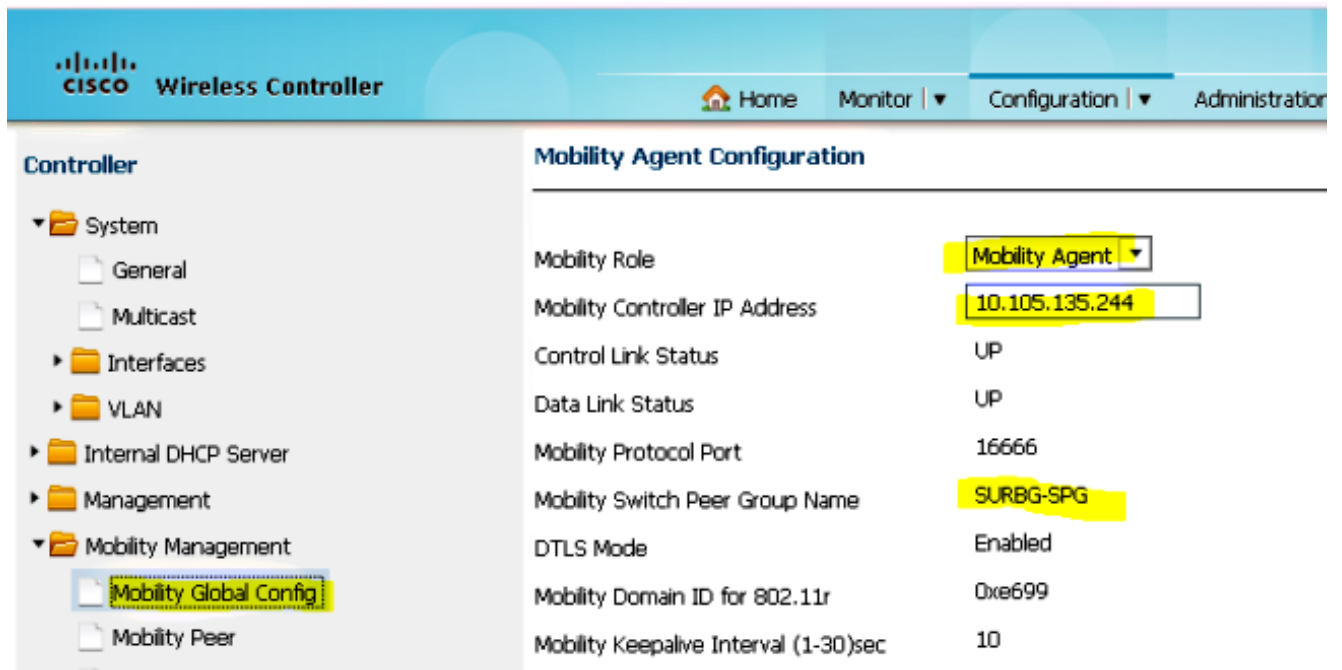 CISCO Wireless Controller
Home Monitor Configuration Administration
Controller
System
General
Multicast
Interfaces
VLAN
Internal DHCP Server
Management
Mobility Management
Mobility Global Config
Mobility Peer
Mobility Agent Configuration
Mobility Role Mobility Agent
Mobility Controller IP Address 10.105.135.244
Control Link Status UP
Data Link Status UP
Mobility Protocol Port 16666
Mobility Switch Peer Group Name SURBG-SPG
DTLS Mode Enabled
Mobility Domain ID for 802.11r 0xe699
Mobility Keepalive Interval (1-30)sec 10